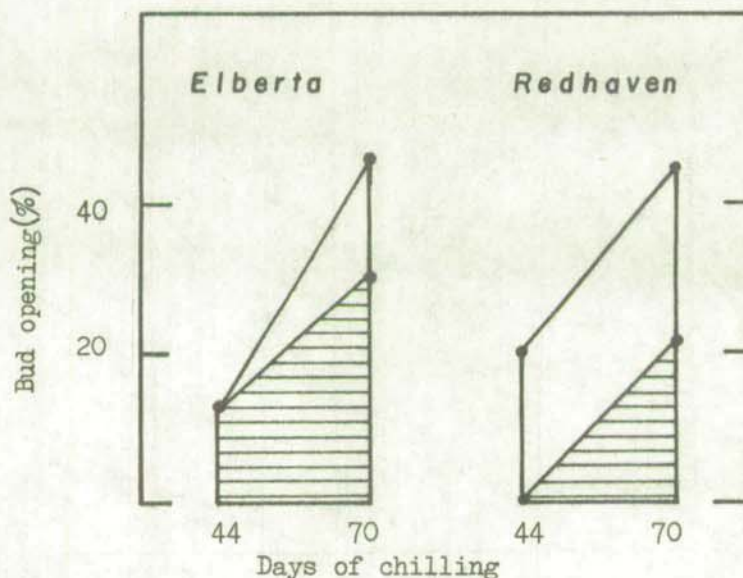 Elberta Redhaven
Bud opening(%)
40
20
44 70 44 70
Days of chilling